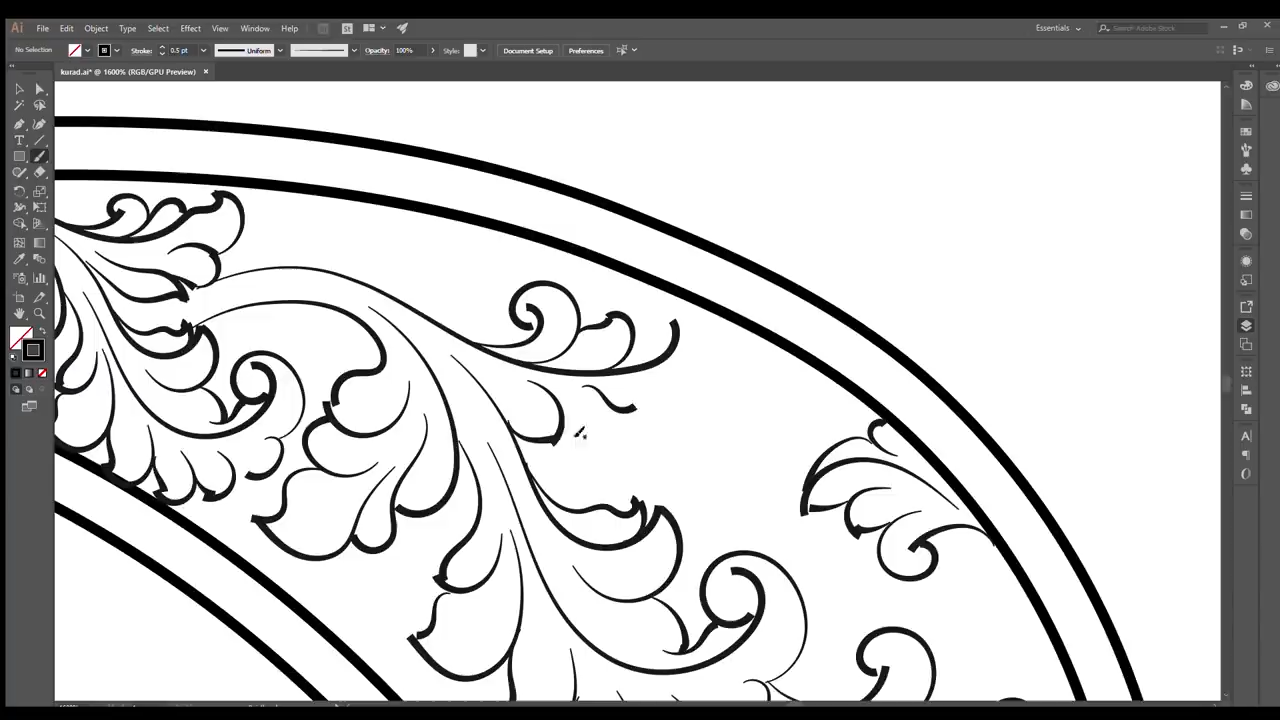 Ai File Edit Object Type Select Effect View Window Help St Essentials Search Adobe Stock
No Selection Stroke: 0.5 pt Uniform Opacity: 100% Style: Document Setup Preferences
kurad.ai* @ 1600% (RGB/GPU Preview) ×